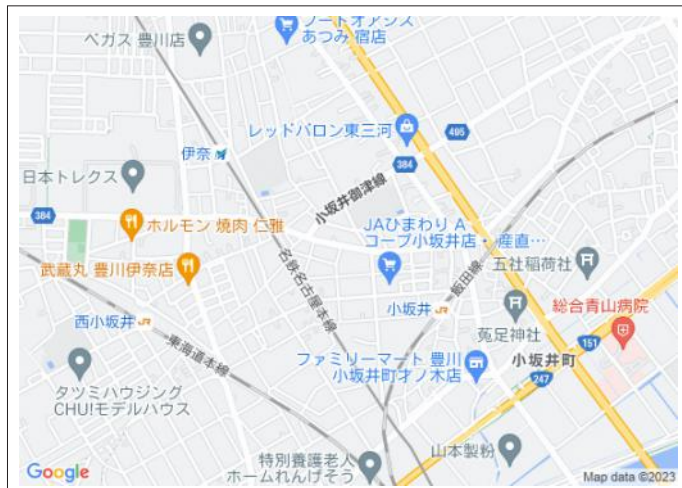 フードオアシス
あつみ 宿店
ベガス 豊川店
レッドバロン東三河
495
384
伊奈
小坂井御津線
日本トレクス
384
ホルモン 焼肉 仁雅
JAひまわり A
コープ小坂井店・産直…
武蔵丸 豊川伊奈店
名鉄名古屋本線
飯田線
五社稲荷社
西小坂井 JR
小坂井 JR
総合青山病院
東海道本線
菟足神社
151
小坂井町
タツミハウジング
CHU!モデルハウス
ファミリーマート 豊川
小坂井町才ノ木店
247
特別養護老人
ホームれんげそう
山本製粉
Google
Map data ©2023